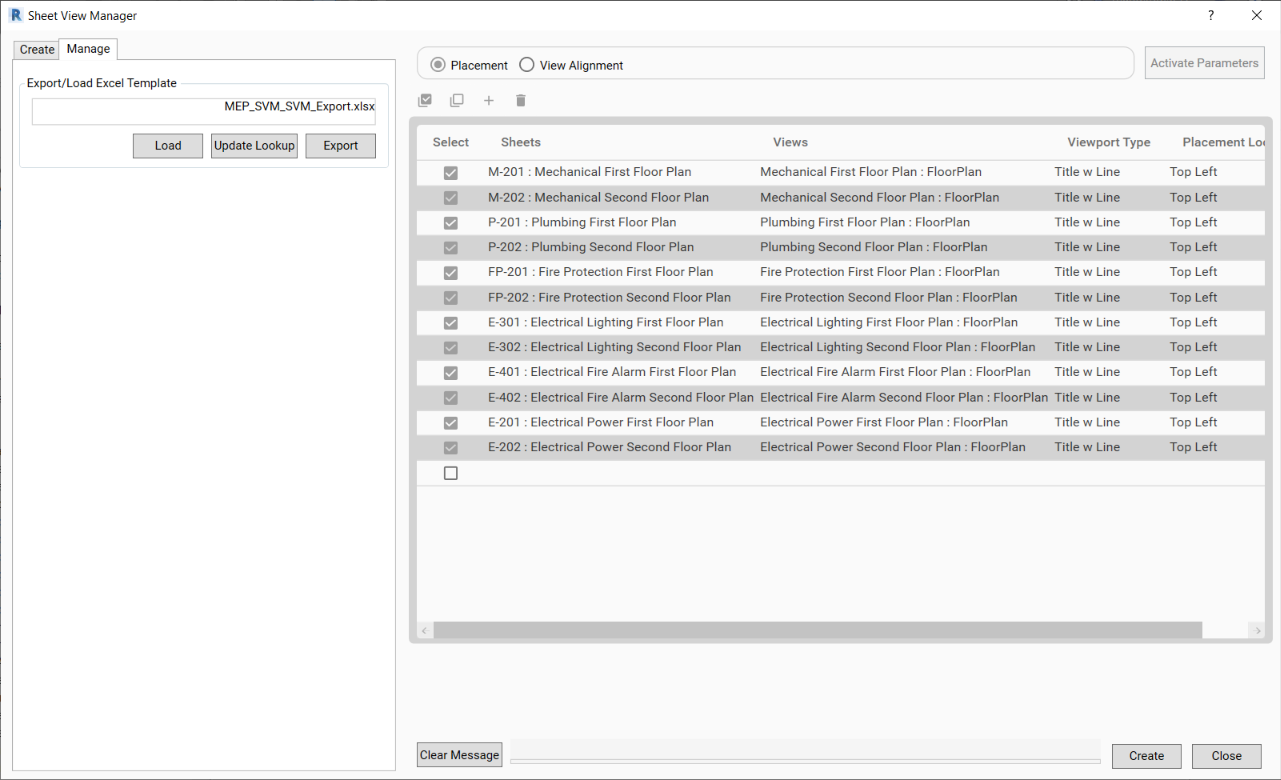 R Sheet View Manager ?
Create Manage
Export/Load Excel Template
MEP_SVM_SVM_Export.xlsx
Load Update Lookup Export
Placement View Alignment Activate Parameters
Select Sheets Views Viewport Type Placement Loc
M-201 : Mechanical First Floor Plan Mechanical First Floor Plan : FloorPlan Title w Line Top Left
M-202 : Mechanical Second Floor Plan Mechanical Second Floor Plan : FloorPlan Title w Line Top Left
P-201 : Plumbing First Floor Plan Plumbing First Floor Plan : FloorPlan Title w Line Top Left
P-202 : Plumbing Second Floor Plan Plumbing Second Floor Plan : FloorPlan Title w Line Top Left
FP-201 : Fire Protection First Floor Plan Fire Protection First Floor Plan : FloorPlan Title w Line Top Left
FP-202 : Fire Protection Second Floor Plan Fire Protection Second Floor Plan : FloorPlan Title w Line Top Left
E-301 : Electrical Lighting First Floor Plan Electrical Lighting First Floor Plan : FloorPlan Title w Line Top Left
E-302 : Electrical Lighting Second Floor Plan Electrical Lighting Second Floor Plan : FloorPlan Title w Line Top Left
E-401 : Electrical Fire Alarm First Floor Plan Electrical Fire Alarm First Floor Plan : FloorPlan Title w Line Top Left
E-402 : Electrical Fire Alarm Second Floor Plan Electrical Fire Alarm Second Floor Plan : FloorPlan Title w Line Top Left
E-201 : Electrical Power First Floor Plan Electrical Power First Floor Plan : FloorPlan Title w Line Top Left
E-202 : Electrical Power Second Floor Plan Electrical Power Second Floor Plan : FloorPlan Title w Line Top Left
Clear Message Create Close